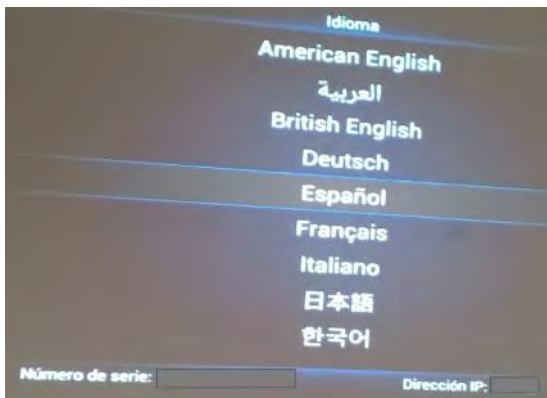 Idioma
American English
العربية
British English
Deutsch
Español
Français
Italiano
日本語
한국어
Número de serie: Dirección IP: